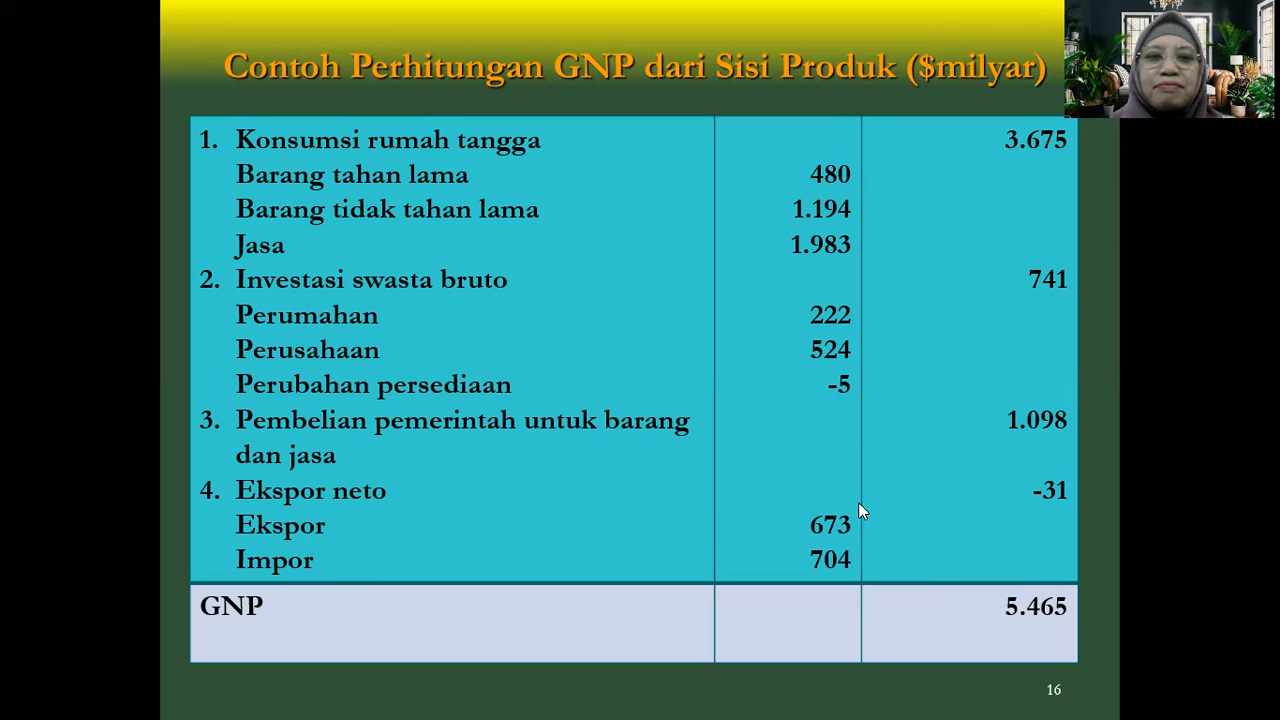 Contoh Perhitungan GNP dari Sisi Produk ($milyar)
1. Konsumsi rumah tangga 3.675
Barang tahan lama 480
Barang tidak tahan lama 1.194
Jasa 1.983
2. Investasi swasta bruto 741
Perumahan 222
Perusahaan 524
Perubahan persediaan -5
3. Pembelian pemerintah untuk barang 1.098
dan jasa
4. Ekspor neto -31
Ekspor 673
Impor 704
GNP 5.465
16